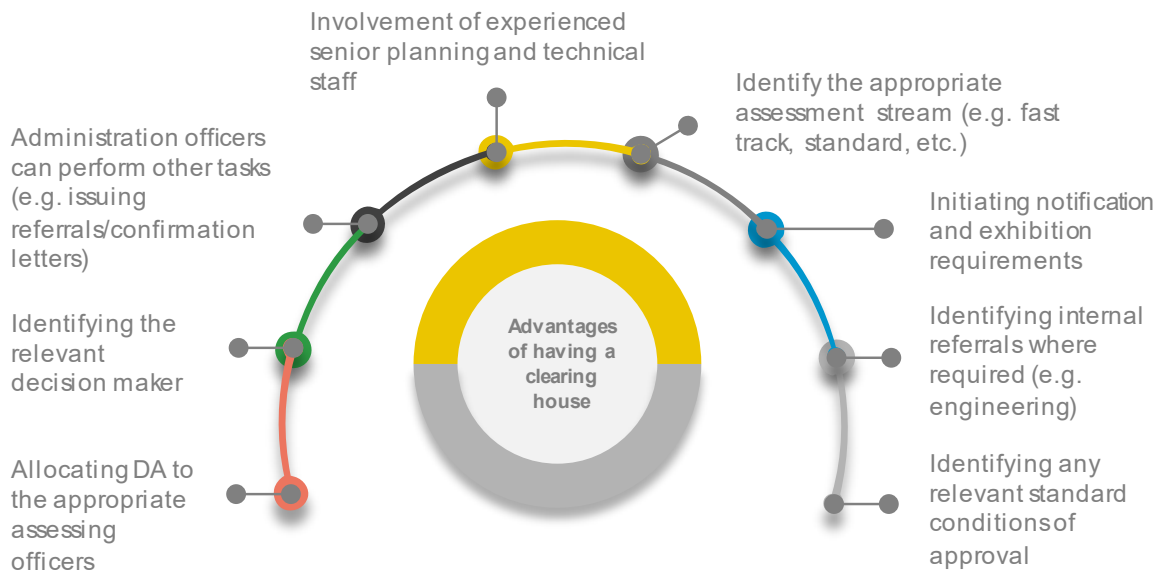 Involvement of experienced
senior planning and technical
staff
Identify the appropriate
assessment stream (e.g. fast
track, standard, etc.)
Administration officers
can perform other tasks
(e.g. issuing
referrals/confirmation
letters)
Initiating notification
and exhibition
requirements
Identifying the
relevant
decision maker
Advantages
of having a
clearing
house
Identifying internal
referrals where
required (e.g.
engineering)
Allocating DA to
the appropriate
assessing
officers
Identifying any
relevant standard
conditions of
approval